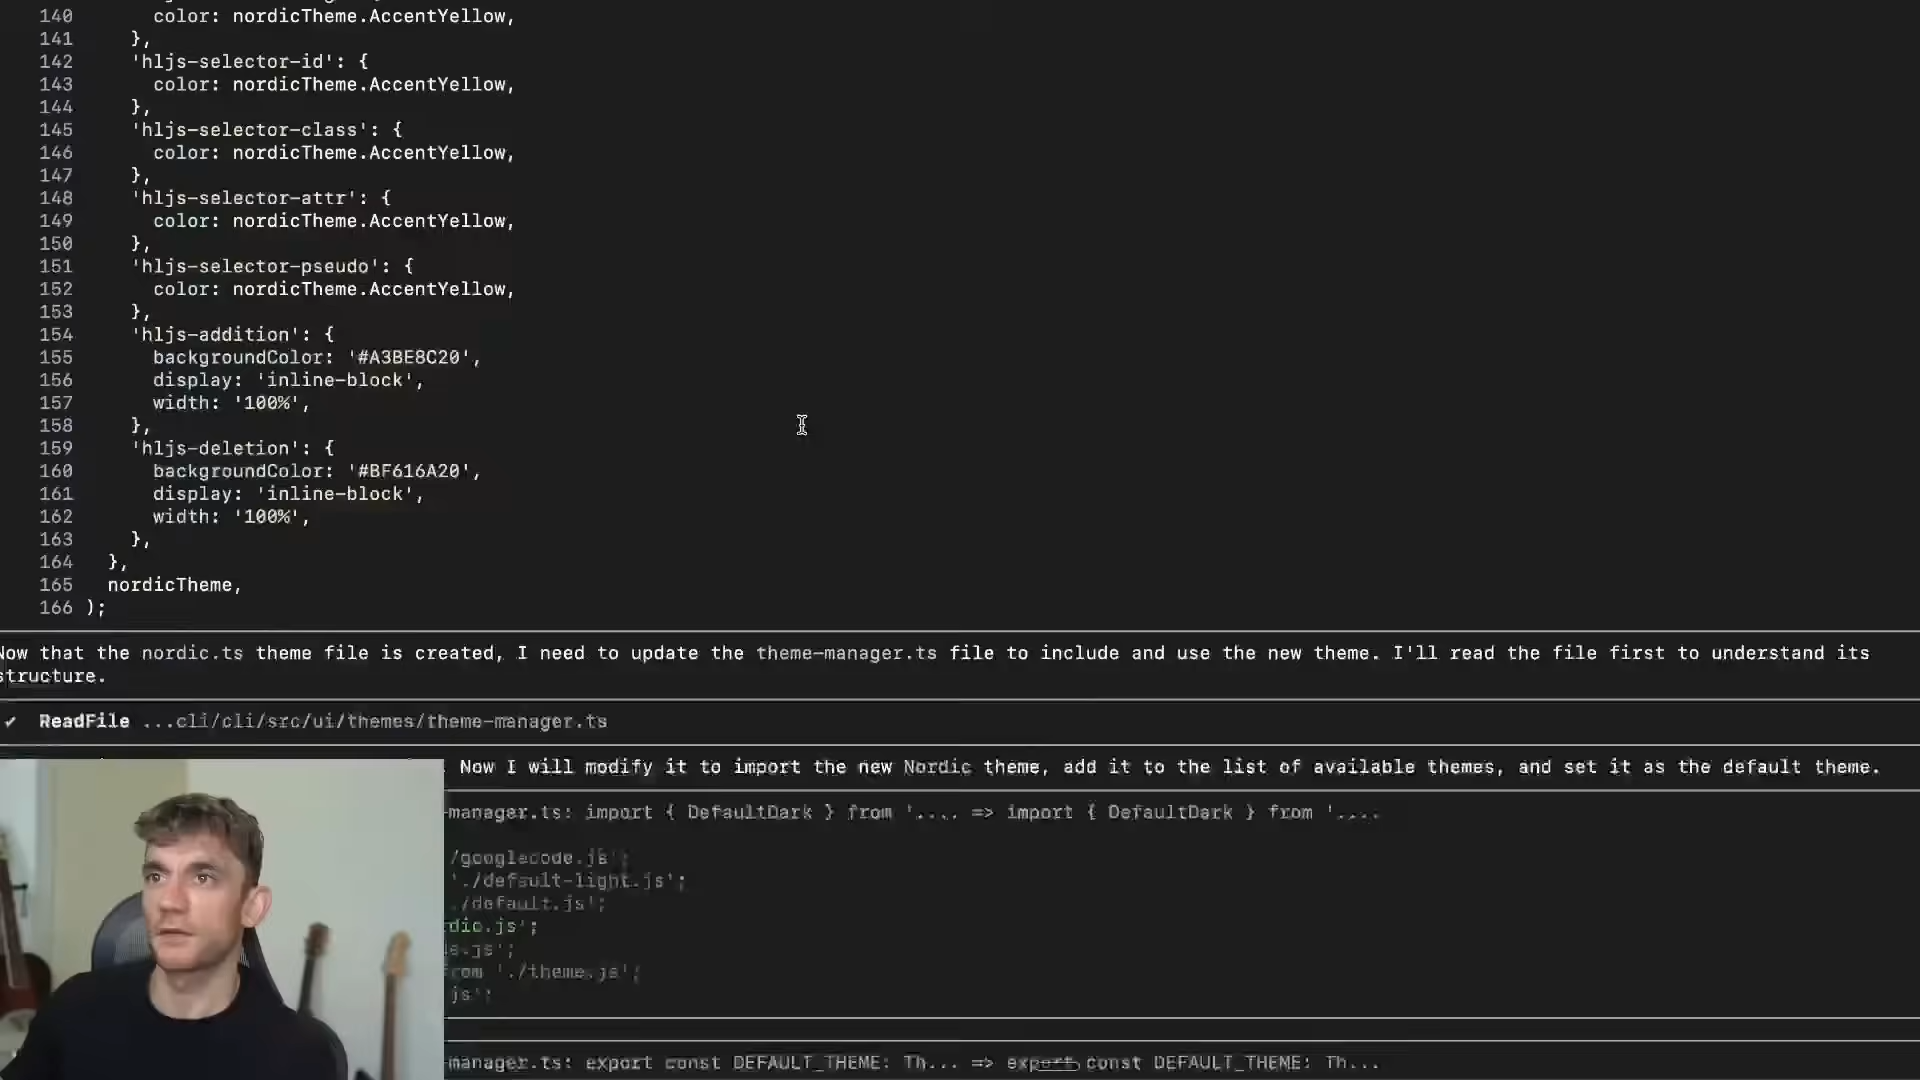 140 color: nordicTheme.AccentYellow,
141 },
142 'hljs-selector-id': {
143 color: nordicTheme.AccentYellow,
144 },
145 'hljs-selector-class': {
146 color: nordicTheme.AccentYellow,
147 },
148 'hljs-selector-attr': {
149 color: nordicTheme.AccentYellow,
150 },
151 'hljs-selector-pseudo': {
152 color: nordicTheme.AccentYellow,
153 },
154 'hljs-addition': {
155 backgroundColor: '#A3BE8C20',
156 display: 'inline-block',
157 width: '100%',
158 },
159 'hljs-deletion': {
160 backgroundColor: '#BF616A20',
161 display: 'inline-block',
162 width: '100%',
163 },
164 },
165 nordicTheme,
166 );
Now that the nordic.ts theme file is created, I need to update the theme-manager.ts file to include and use the new theme. I'll read the file first to understand its
structure.
✔ ReadFile ...cli/cli/src/ui/themes/theme-manager.ts
Now I will modify it to import the new Nordic theme, add it to the list of available themes, and set it as the default theme.
-manager.ts: import { DefaultDark } from '.... => import { DefaultDark } from '....
/googlecode.js';
'./default-light.js';
./default.js';
rdic.js';
.js';
from './theme.js';
js';
-manager.ts: export const DEFAULT_THEME: Th... => export const DEFAULT_THEME: Th...